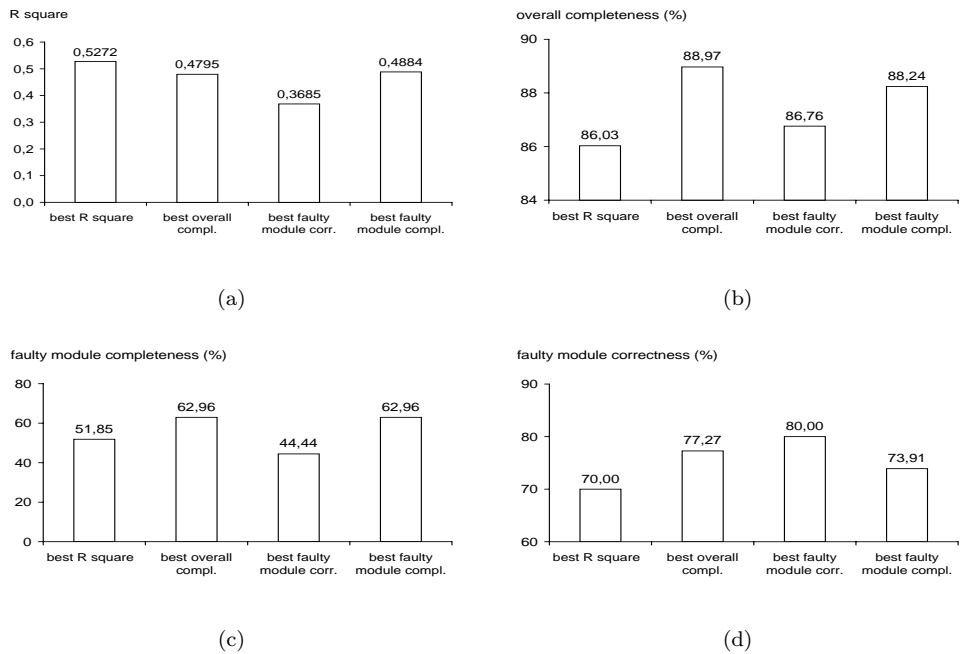 R square
0,6
0,5
0,4
0,3
0,2
0,1
0,0
0,5272
0,4795
0,3685
0,4884
best R square
best overall
compl.
best faulty
module corr.
best faulty
module compl.
(a)
overall completeness (%)
90
88
86
84
86,03
88,97
86,76
88,24
best R square
best overall
compl.
best faulty
module corr.
best faulty
module compl.
(b)
faulty module completeness (%)
80
60
40
20
0
51,85
62,96
44,44
62,96
best R square
best overall
compl.
best faulty
module corr.
best faulty
module compl.
(c)
faulty module correctness (%)
90
80
70
60
70,00
77,27
80,00
73,91
best R square
best overall
compl.
best faulty
module corr.
best faulty
module compl.
(d)